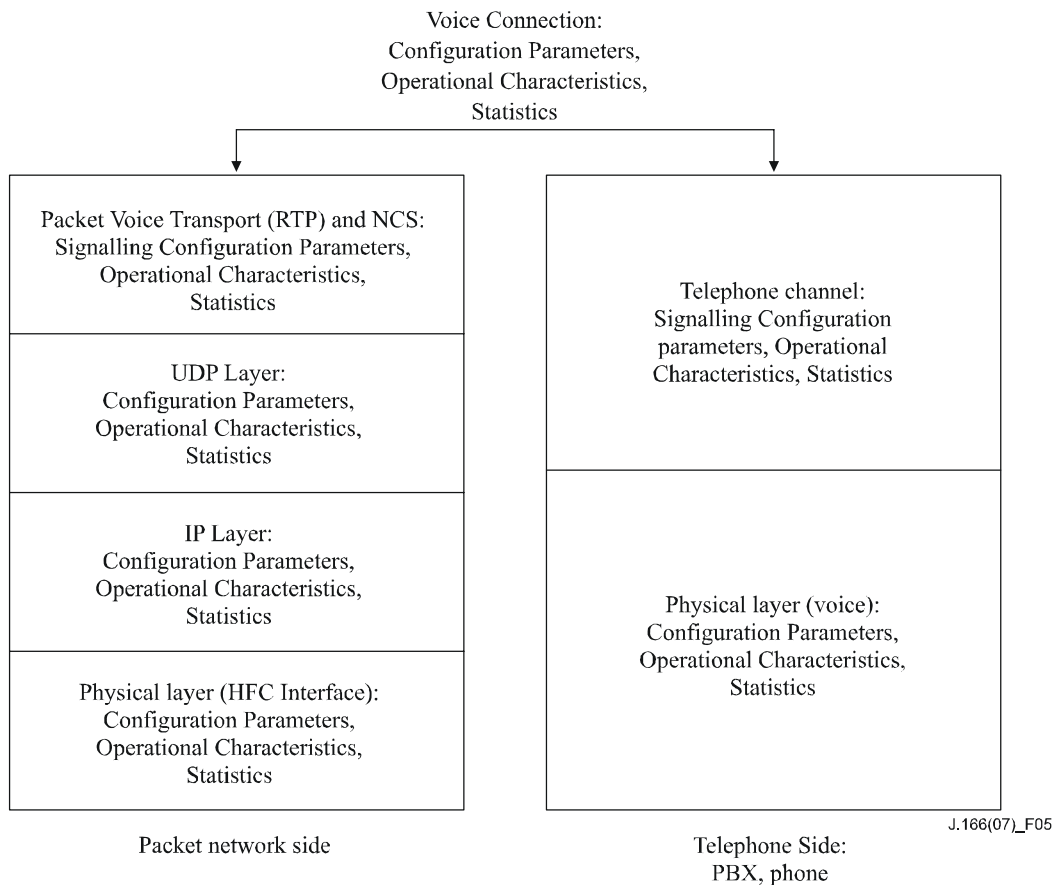 Voice Connection:
Configuration Parameters,
Operational Characteristics,
Statistics
Packet Voice Transport (RTP) and NCS:
Signalling Configuration Parameters,
Operational Characteristics,
Statistics
UDP Layer:
Configuration Parameters,
Operational Characteristics,
Statistics
IP Layer:
Configuration Parameters,
Operational Characteristics,
Statistics
Physical layer (HFC Interface):
Configuration Parameters,
Operational Characteristics,
Statistics
Packet network side
Telephone channel:
Signalling Configuration
parameters, Operational
Characteristics, Statistics
Physical layer (voice):
Configuration Parameters,
Operational Characteristics,
Statistics
J.166(07)_F05
Telephone Side:
PBX, phone